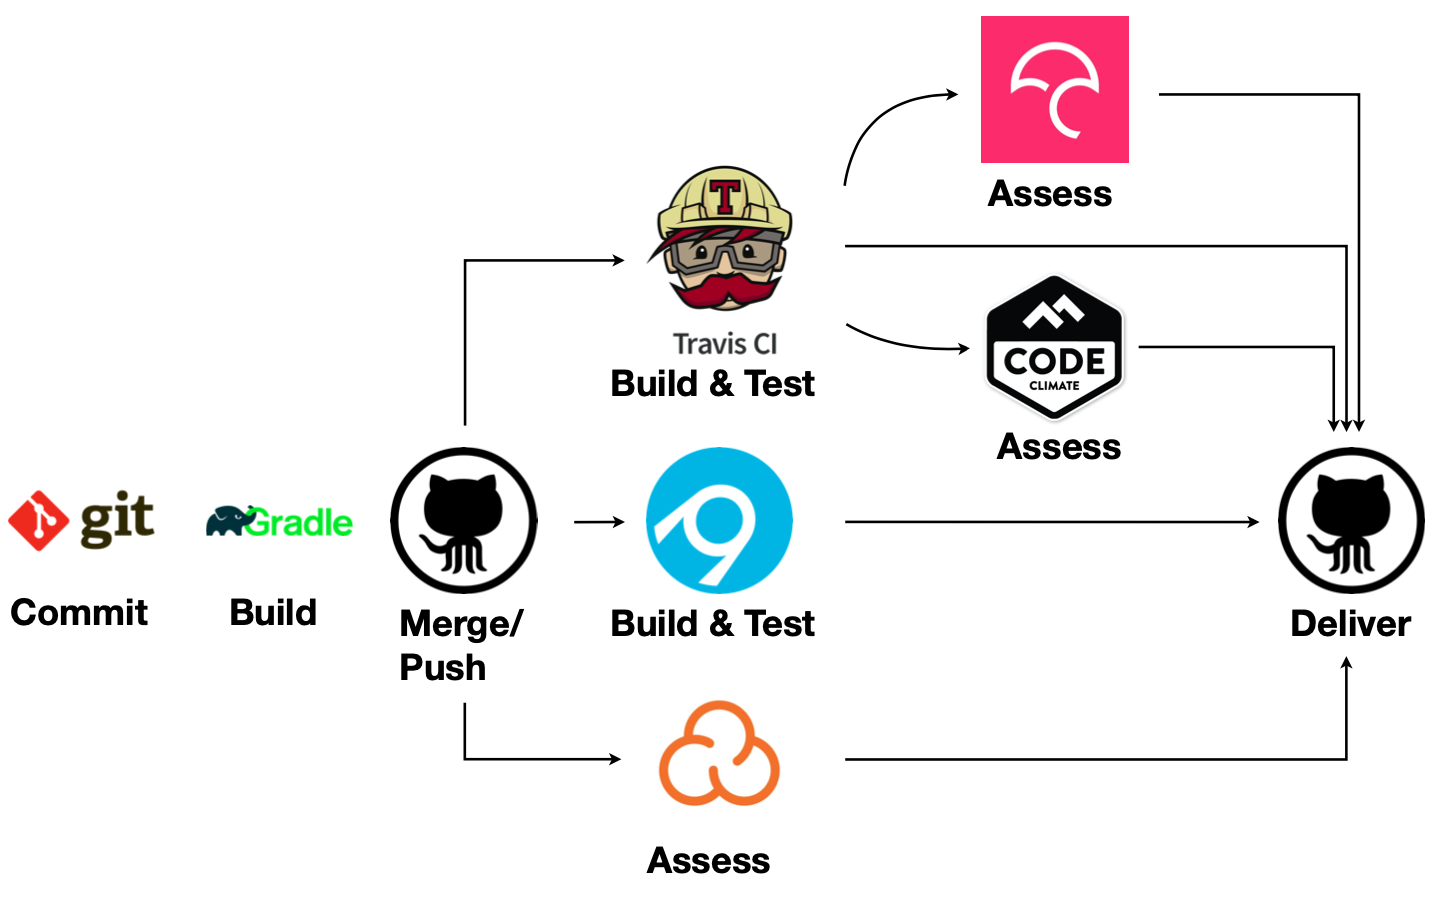 Assess
T
Travis CI
Build & Test
CODE
CLIMATE
Assess
git
Gradle
Commit
Build
Merge/
Push
Build & Test
Deliver
Assess